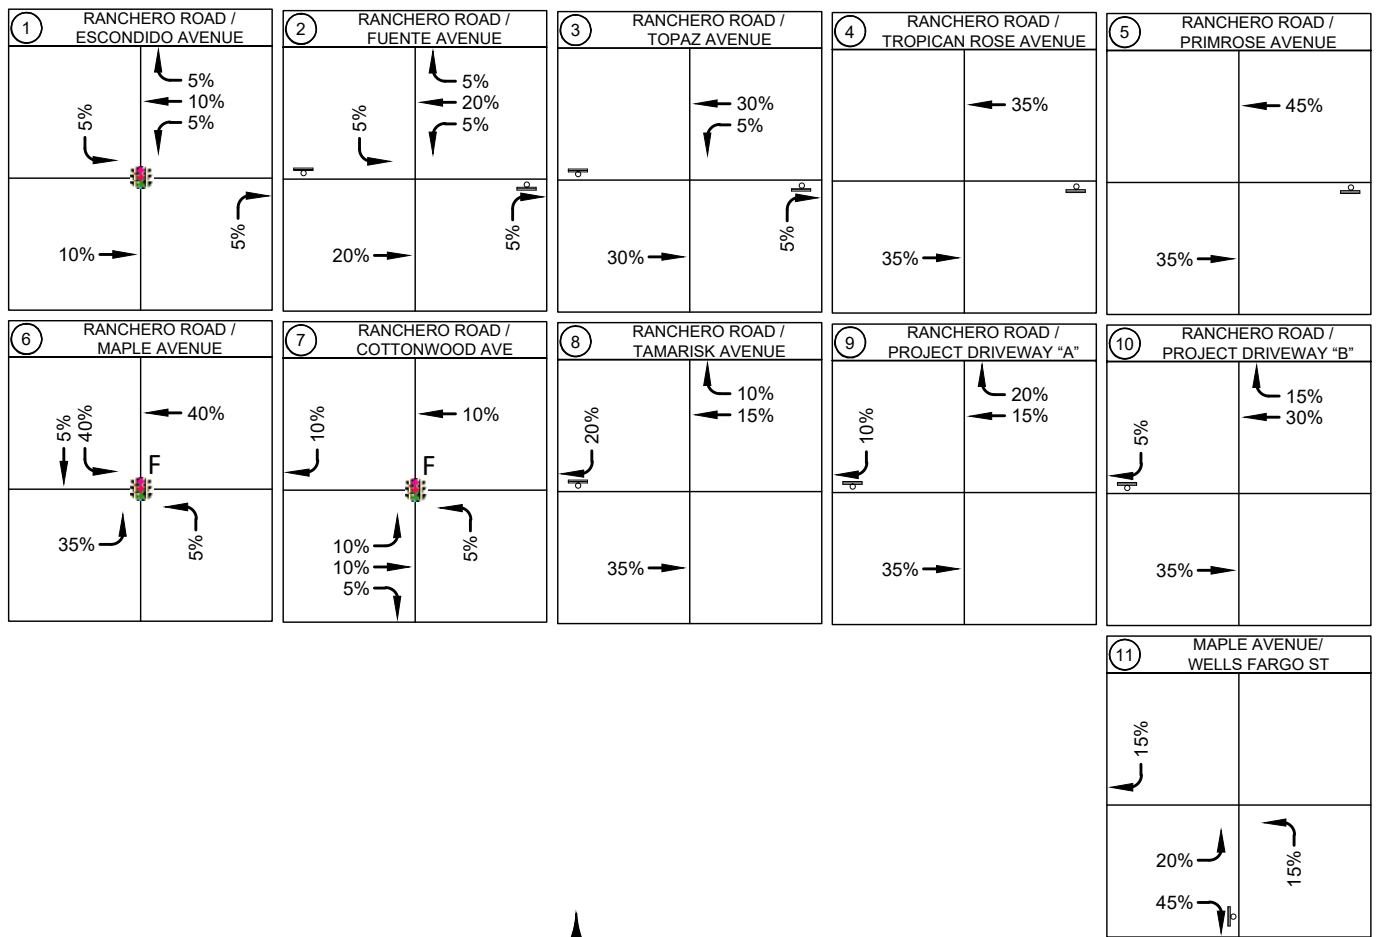 1
RANCHERO ROAD /
ESCONDIDO AVENUE
5%
10%
5%
5%
10%
5%
2
RANCHERO ROAD /
FUENTE AVENUE
5%
20%
5%
5%
20%
5%
3
RANCHERO ROAD /
TOPAZ AVENUE
30%
5%
30%
5%
4
RANCHERO ROAD /
TROPICAN ROSE AVENUE
35%
35%
5
RANCHERO ROAD /
PRIMROSE AVENUE
45%
35%
6
RANCHERO ROAD /
MAPLE AVENUE
5%
40%
40%
F
35%
5%
7
RANCHERO ROAD /
COTTONWOOD AVE
10%
10%
F
10%
10%
5%
5%
8
RANCHERO ROAD /
TAMARISK AVENUE
10%
15%
20%
35%
9
RANCHERO ROAD /
PROJECT DRIVEWAY "A"
20%
15%
10%
35%
10
RANCHERO ROAD /
PROJECT DRIVEWAY "B"
15%
30%
5%
35%
11
MAPLE AVENUE/
WELLS FARGO ST
15%
20%
45%
15%